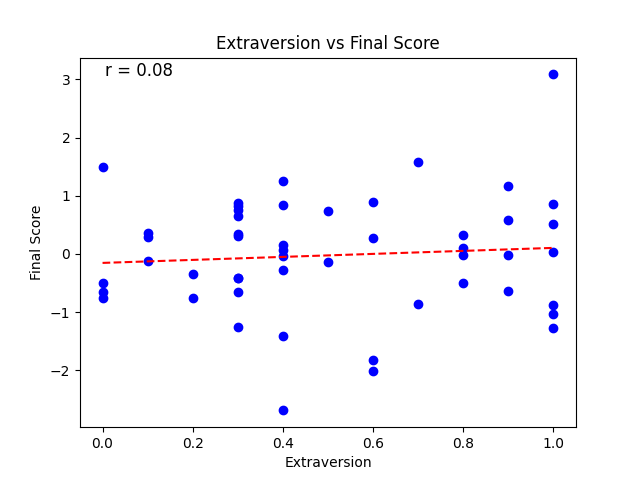 Extraversion vs Final Score
r = 0.08
3
2
1
0
−1
−2
Final Score
0.0 0.2 0.4 0.6 0.8 1.0
Extraversion